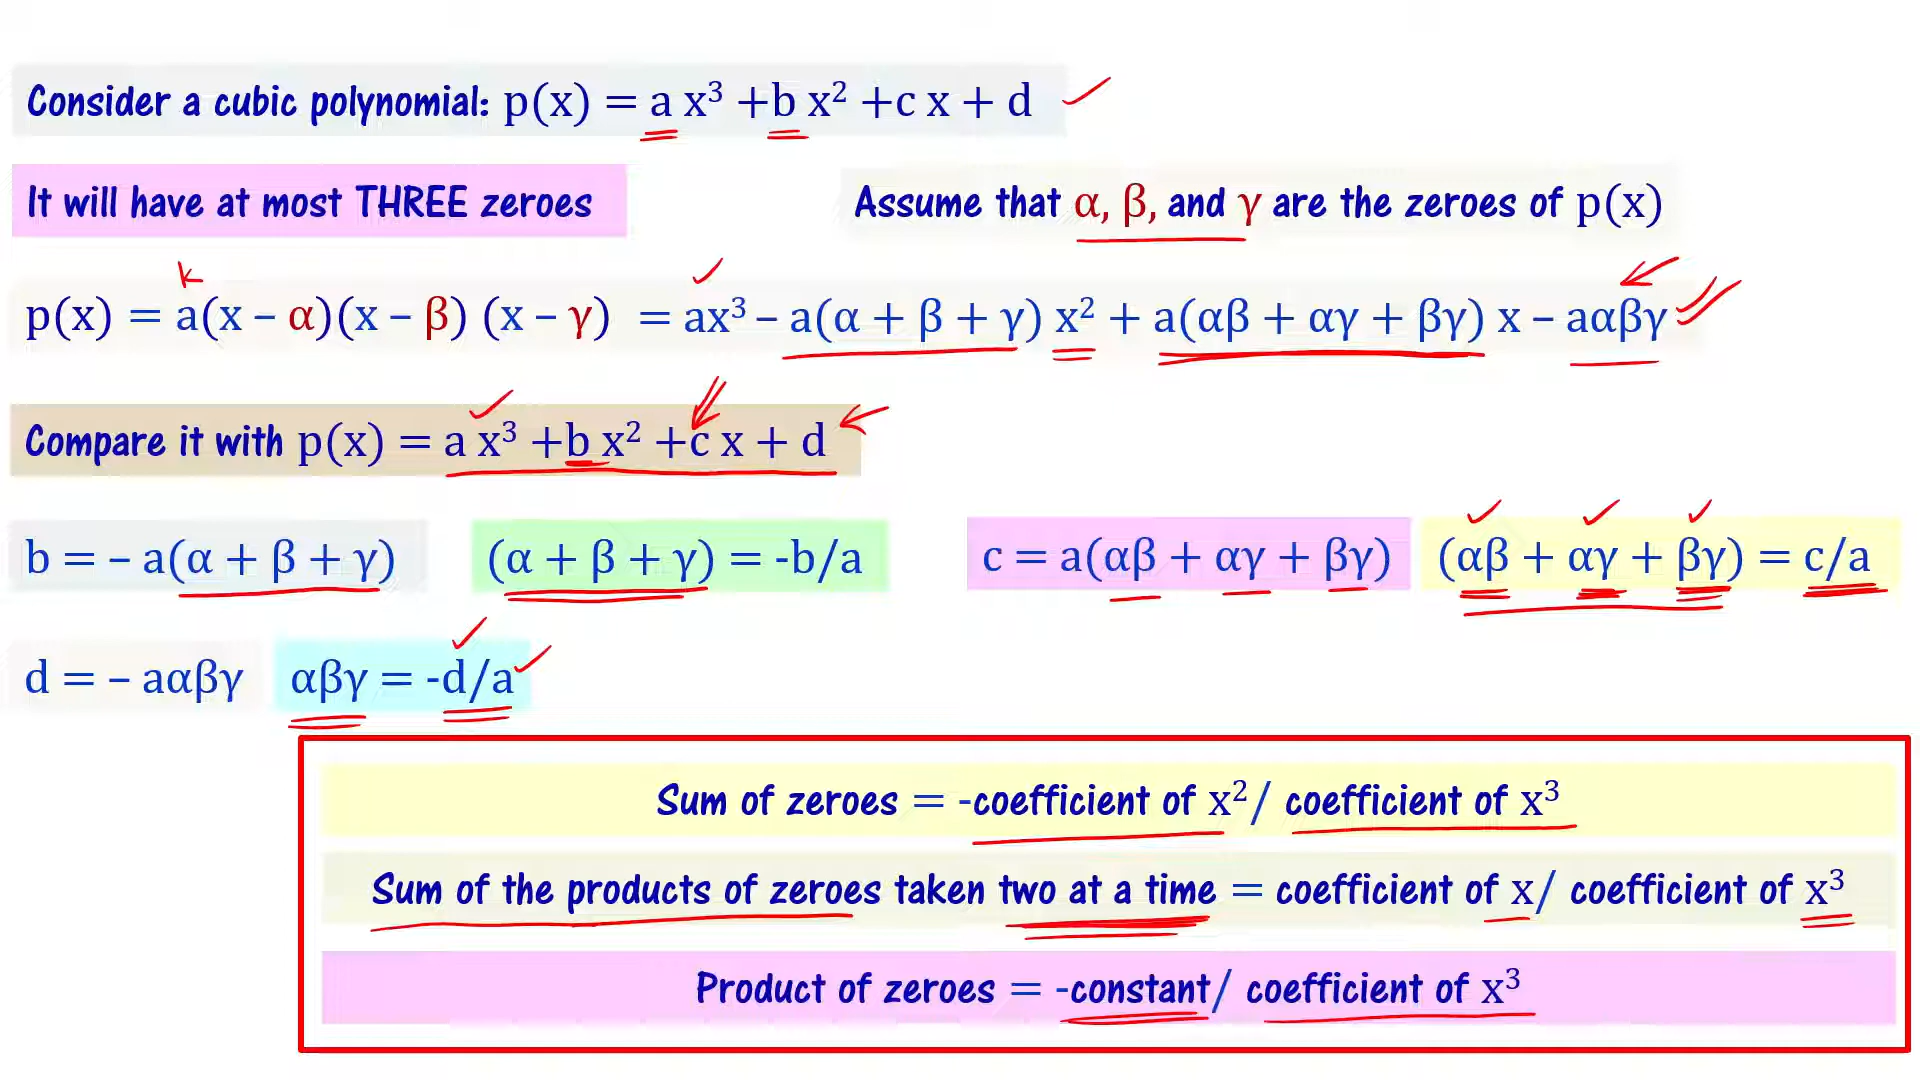 Consider a cubic polynomial: p(x) = a x³ +b x² +c x + d
It will have at most THREE zeroes
Assume that α, β, and γ are the zeroes of p(x)
p(x) = a(x – α)(x – β) (x – γ) = ax³ – a(α + β + γ) x² + a(αβ + αγ + βγ) x – aαβγ
Compare it with p(x) = a x³ +b x² +c x + d
b = – a(α + β + γ)
(α + β + γ) = -b/a
c = a(αβ + αγ + βγ)
(αβ + αγ + βγ) = c/a
d = – aαβγ
αβγ = -d/a
Sum of zeroes = -coefficient of x²/ coefficient of x³
Sum of the products of zeroes taken two at a time = coefficient of x/ coefficient of x³
Product of zeroes = -constant/ coefficient of x³